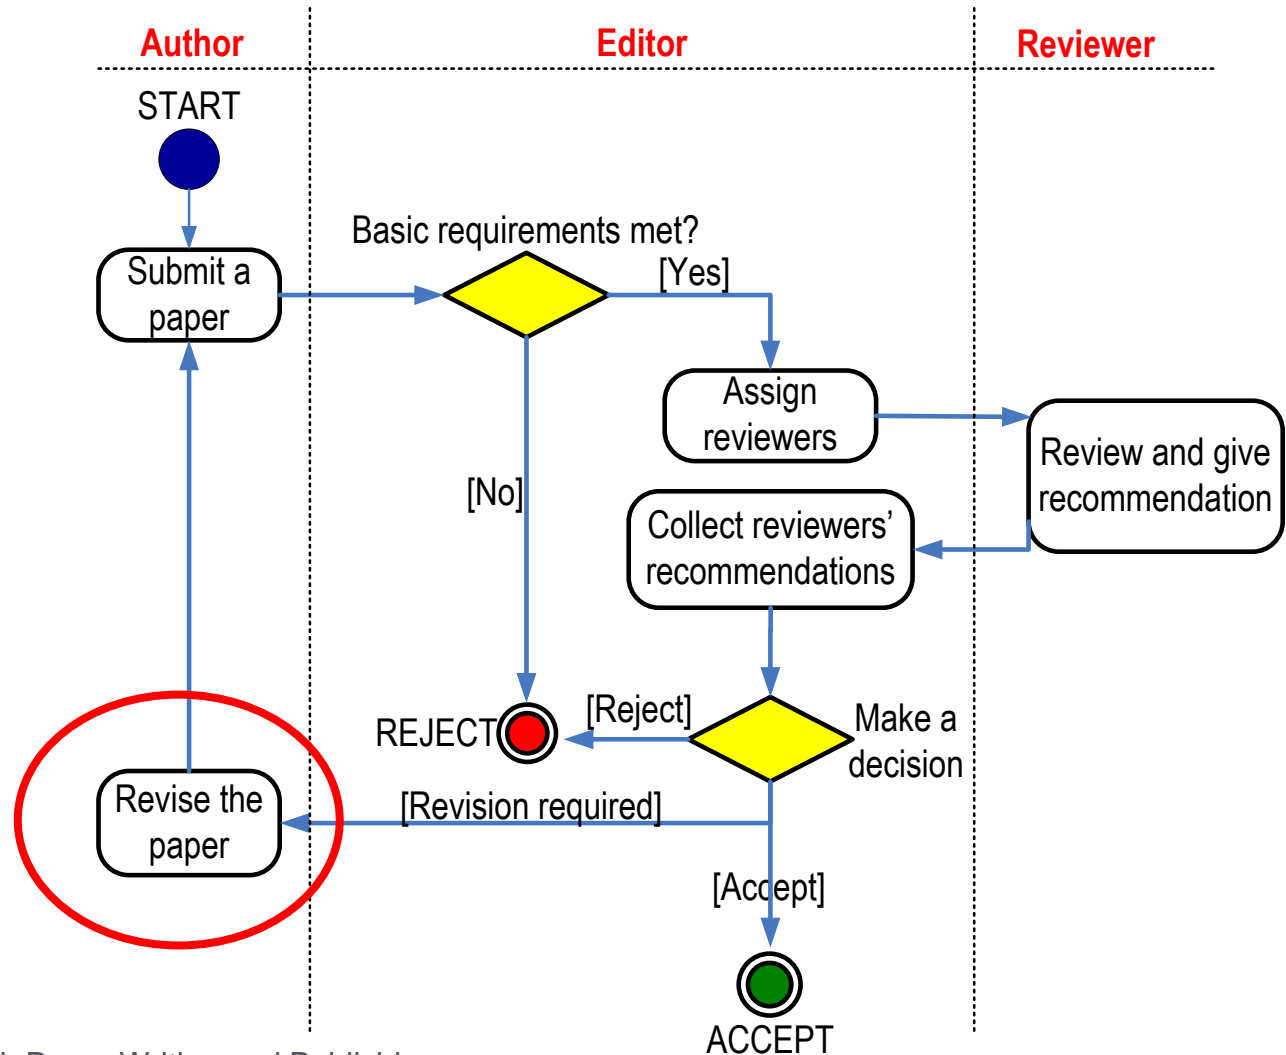 Author
Editor
Reviewer
START
Basic requirements met?
Submit a
paper
[Yes]
Assign
reviewers
Review and give
recommendation
[No]
Collect reviewers’
recommendations
REJECT
[Reject]
Make a
decision
Revise the
paper
[Revision required]
[Accept]
ACCEPT